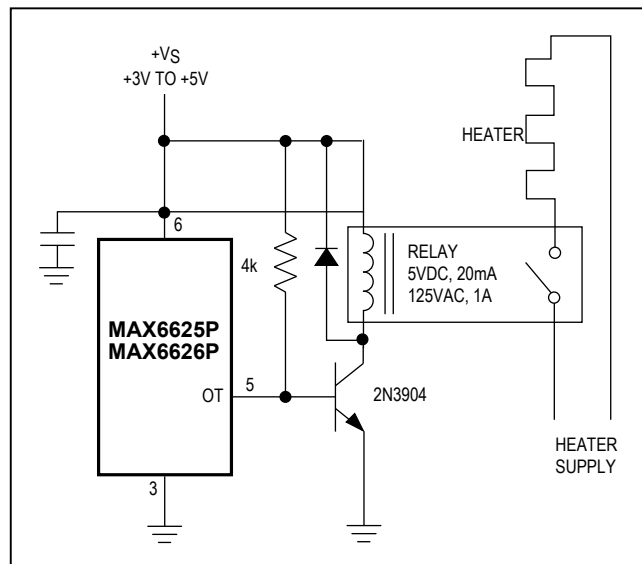 +VS
+3V TO +5V
HEATER
6
4k
RELAY
5VDC, 20mA
125VAC, 1A
MAX6625P
MAX6626P
OT
5
2N3904
3
HEATER
SUPPLY